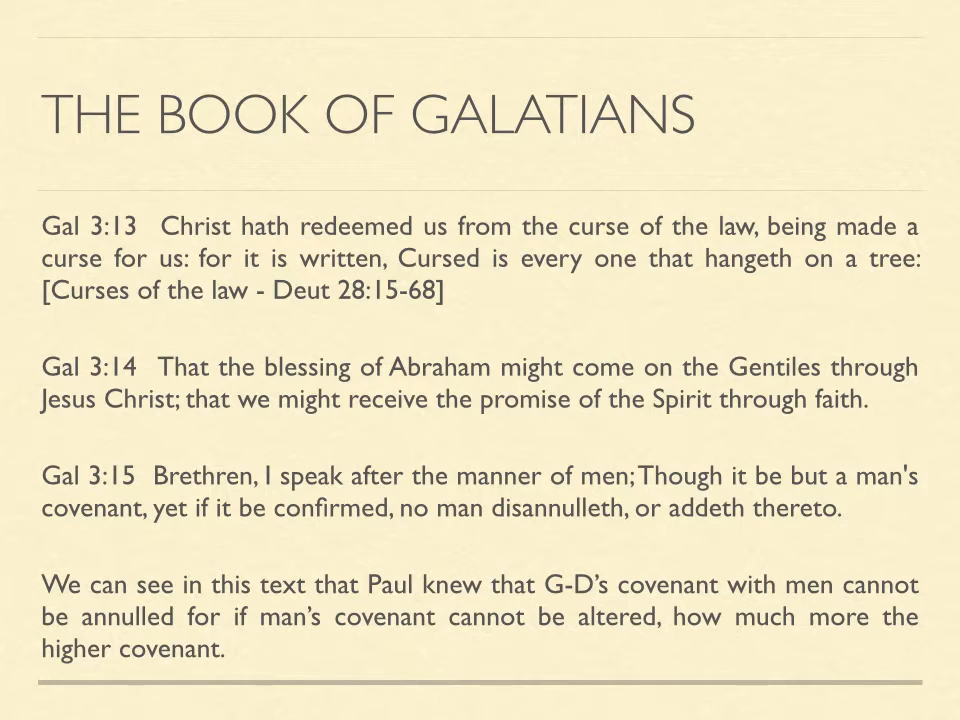 THE BOOK OF GALATIANS
Gal 3:13 Christ hath redeemed us from the curse of the law, being made a
curse for us: for it is written, Cursed is every one that hangeth on a tree:
[Curses of the law - Deut 28:15-68]
Gal 3:14 That the blessing of Abraham might come on the Gentiles through
Jesus Christ; that we might receive the promise of the Spirit through faith.
Gal 3:15 Brethren, I speak after the manner of men; Though it be but a man's
covenant, yet if it be confirmed, no man disannulleth, or addeth thereto.
We can see in this text that Paul knew that G-D’s covenant with men cannot
be annulled for if man’s covenant cannot be altered, how much more the
higher covenant.